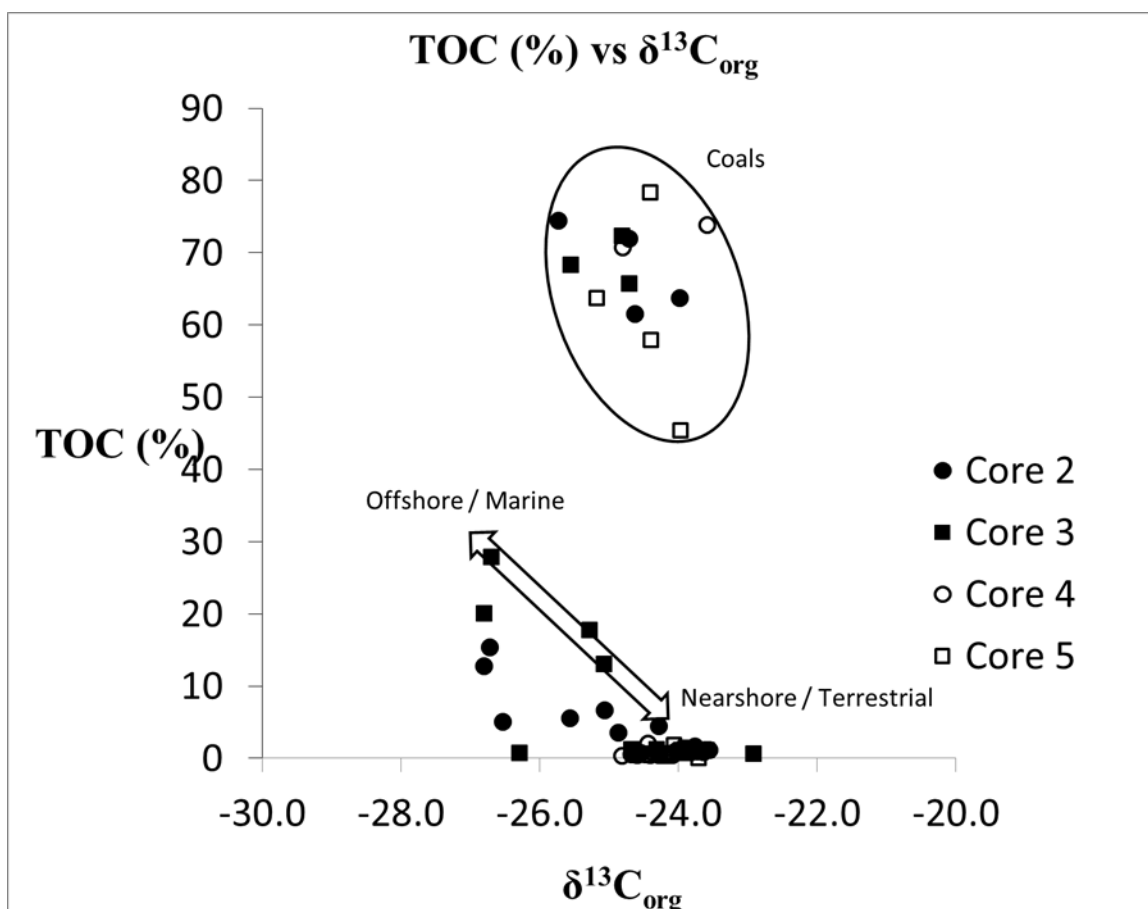 TOC (%) vs δ¹³Corg
90
Coals
80
70
60
50
TOC (%)
40
Core 2
Offshore / Marine
Core 3
30
Core 4
20
Core 5
10
Nearshore / Terrestrial
0
-30.0 -28.0 -26.0 -24.0 -22.0 -20.0
δ¹³Corg